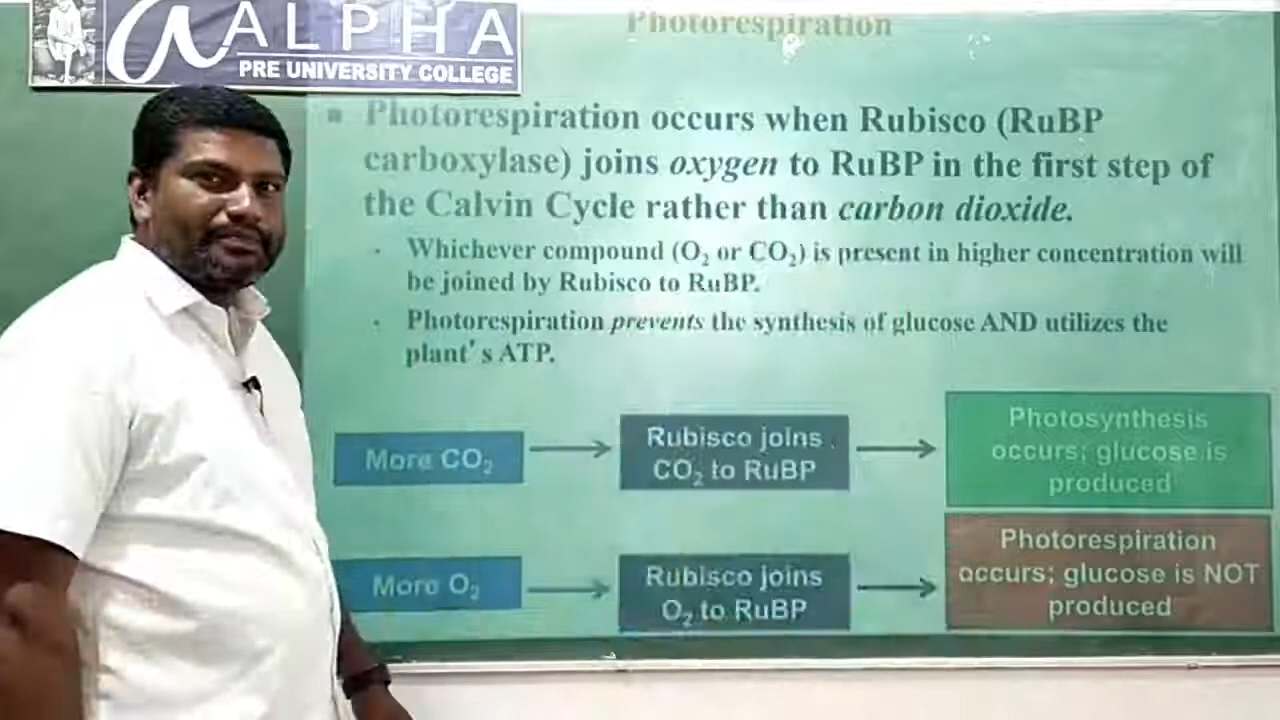 ALPHA
PRE UNIVERSITY COLLEGE
Photorespiration
▪ Photorespiration occurs when Rubisco (RuBP
carboxylase) joins oxygen to RuBP in the first step of
the Calvin Cycle rather than carbon dioxide.
· Whichever compound (O₂ or CO₂) is present in higher concentration will
be joined by Rubisco to RuBP.
· Photorespiration prevents the synthesis of glucose AND utilizes the
plant's ATP.
More CO₂
Rubisco joins
CO₂ to RuBP
Photosynthesis
occurs; glucose is
produced
More O₂
Rubisco joins
O₂ to RuBP
Photorespiration
occurs; glucose is NOT
produced